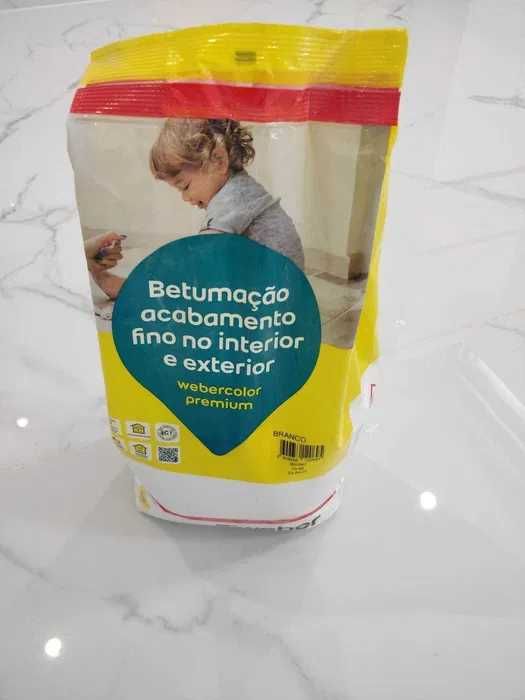 Betumação
acabamento
fino no interior
e exterior
webercolor
premium
BRANCO